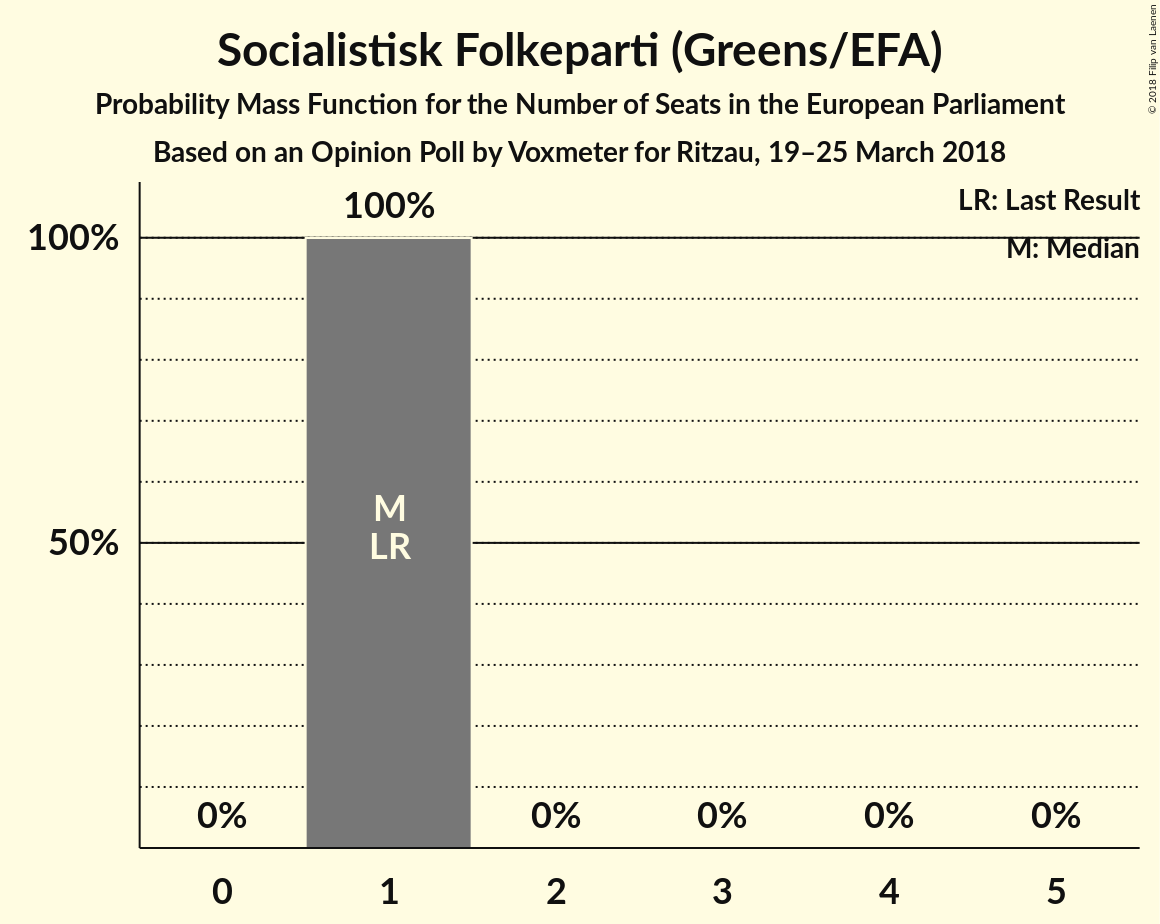 Socialistisk Folkeparti (Greens/EFA)
Probability Mass Function for the Number of Seats in the European Parliament
Based on an Opinion Poll by Voxmeter for Ritzau, 19–25 March 2018
© 2018 Filip van Laenen
LR: Last Result
M: Median
100%
100%
50%
M
LR
0%
0%
0%
0%
0%
0
1
2
3
4
5